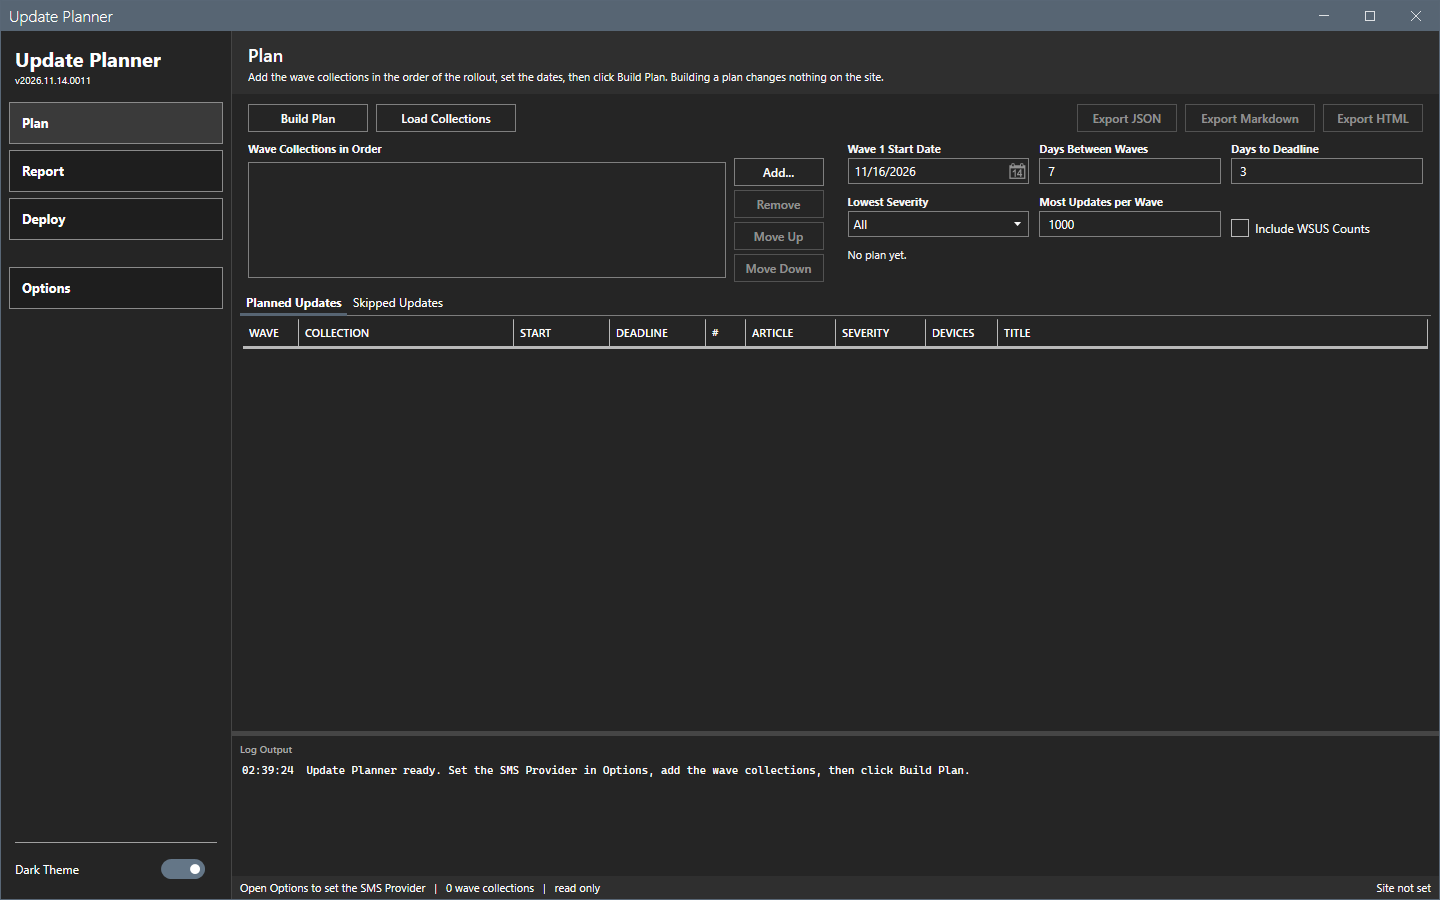 Update Planner
Update Planner
v2026.11.14.0011
Plan
Report
Deploy
Options
Dark Theme
Plan
Add the wave collections in the order of the rollout, set the dates, then click Build Plan. Building a plan changes nothing on the site.
Build Plan
Load Collections
Export JSON
Export Markdown
Export HTML
Wave Collections in Order
Add...
Remove
Move Up
Move Down
Wave 1 Start Date
Days Between Waves
Days to Deadline
11/16/2026
14
7
3
Lowest Severity
Most Updates per Wave
All
1000
Include WSUS Counts
No plan yet.
Planned Updates
Skipped Updates
WAVE COLLECTION START DEADLINE # ARTICLE SEVERITY DEVICES TITLE
Log Output
02:39:24 Update Planner ready. Set the SMS Provider in Options, add the wave collections, then click Build Plan.
Open Options to set the SMS Provider | 0 wave collections | read only
Site not set